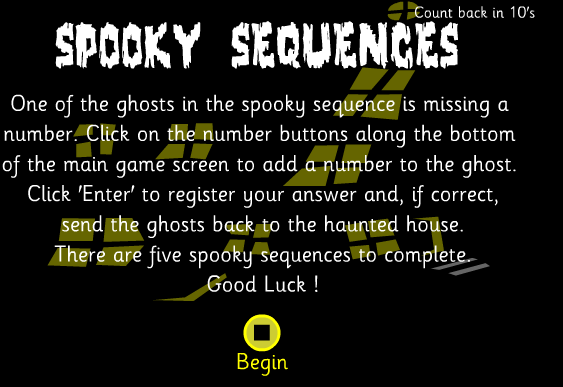 Count back in 10's
SPOOKY SEQUENCES
One of the ghosts in the spooky sequence is missing a
number. Click on the number buttons along the bottom
of the main game screen to add a number to the ghost.
Click 'Enter' to register your answer and, if correct,
send the ghosts back to the haunted house.
There are five spooky sequences to complete.
Good Luck !
Begin